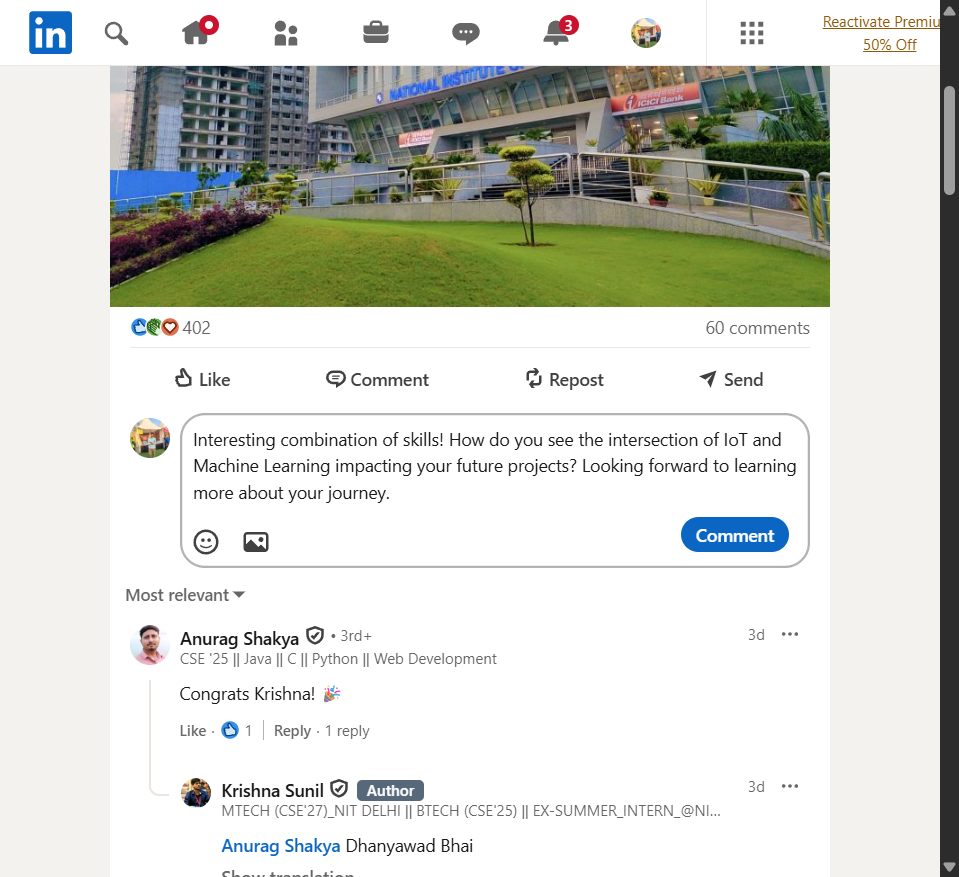 in
3
Reactivate Premiu
50% Off
NATIONAL INSTITUTE O
ICICI Bank
402
60 comments
Like
Comment
Repost
Send
Interesting combination of skills! How do you see the intersection of IoT and
Machine Learning impacting your future projects? Looking forward to learning
more about your journey.
Comment
Most relevant
Anurag Shakya • 3rd+
3d
CSE '25 || Java || C || Python || Web Development
Congrats Krishna! 🎉
Like · 1 Reply · 1 reply
Krishna Sunil Author
3d
MTECH (CSE'27)_NIT DELHI || BTECH (CSE'25) || EX-SUMMER_INTERN_@NI...
Anurag Shakya Dhanyawad Bhai
Show translation